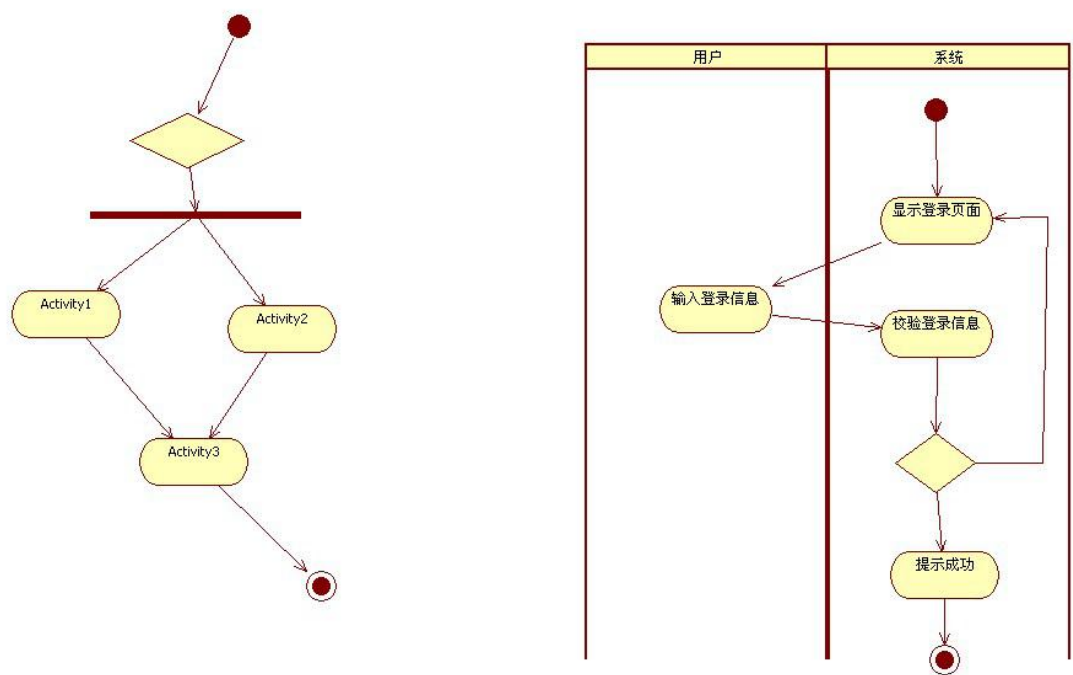 Activity1
Activity2
Activity3
用户
系统
显示登录页面
输入登录信息
校验登录信息
提示成功